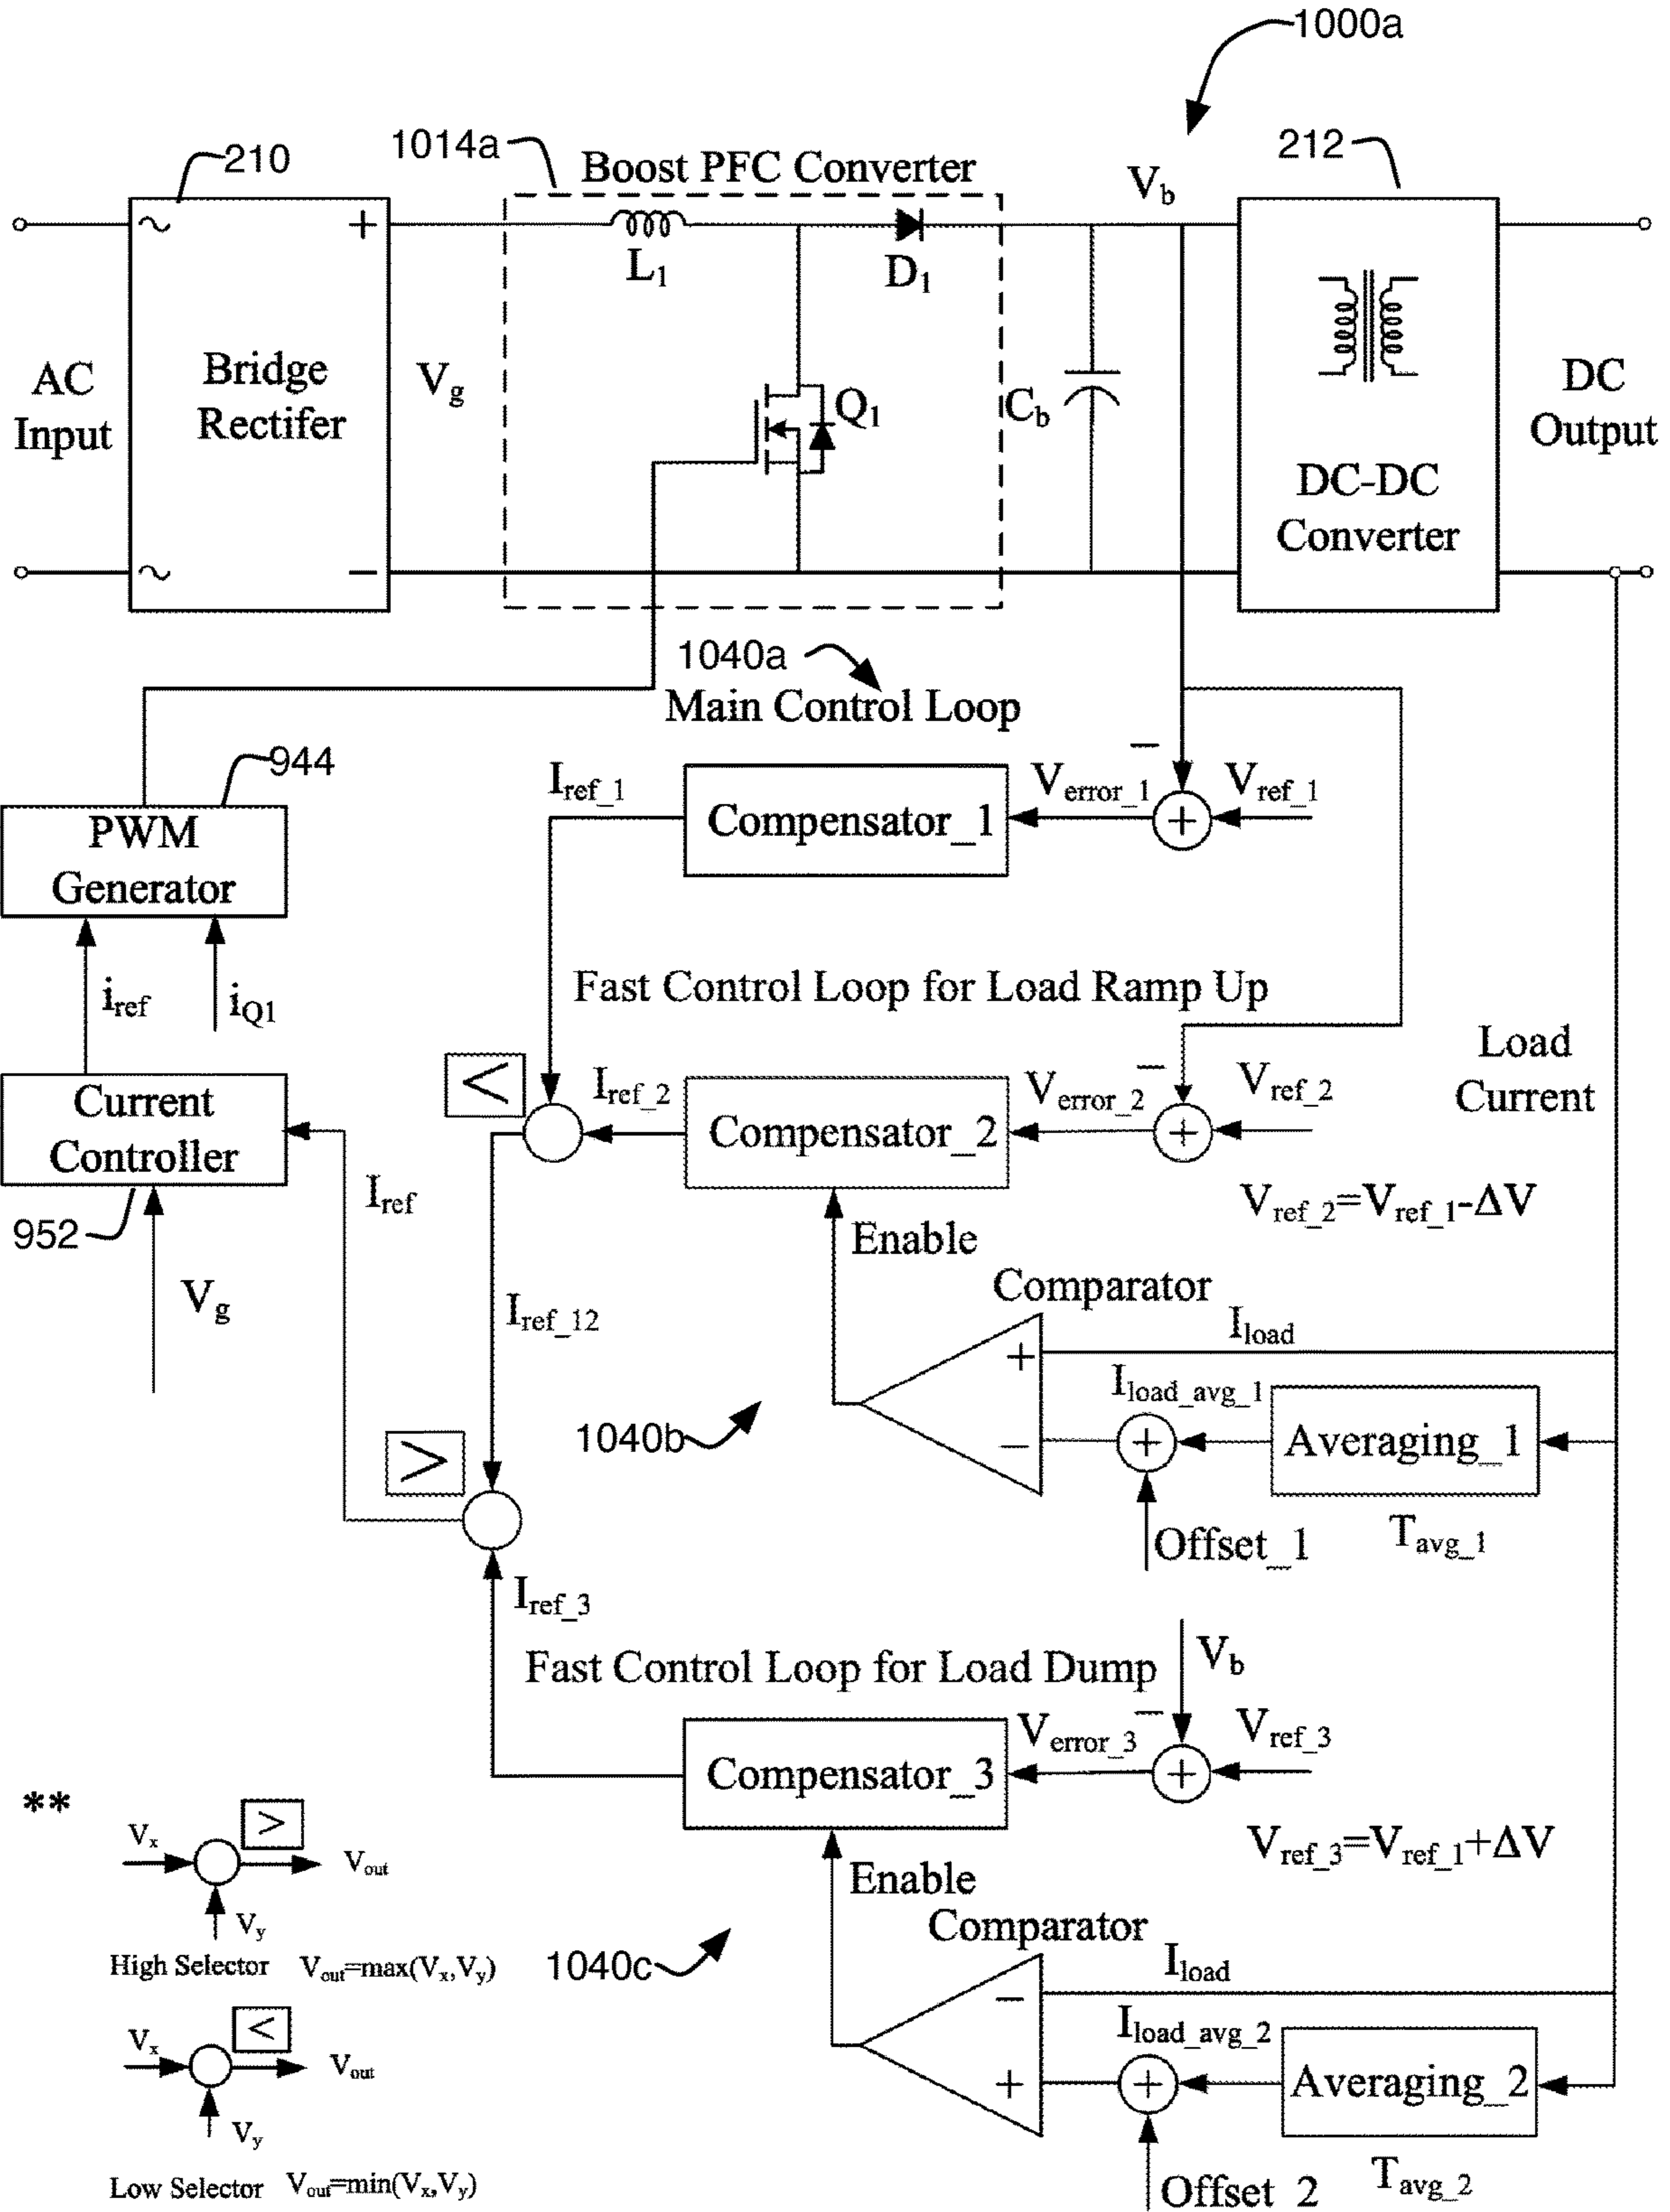 1000a
210
1014a
Boost PFC Converter
212
V_b
∼
+
L_1
D_1
AC
Input
Bridge
Rectifer
V_g
Q_1
C_b
DC-DC
Converter
DC
Output
∼
−
1040a
Main Control Loop
944
PWM
Generator
I_ref_1
Compensator_1
V_error_1
−
+
V_ref_1
i_ref
i_Q1
Fast Control Loop for Load Ramp Up
Load
Current
Current
Controller
952
V_g
I_ref
<
I_ref_2
Compensator_2
V_error_2
−
+
V_ref_2
V_ref_2=V_ref_1-ΔV
Enable
I_ref_12
Comparator
+
−
I_load
I_load_avg_1
+
Averaging_1
1040b
Offset_1
T_avg_1
>
I_ref_3
Fast Control Loop for Load Dump
V_b
Compensator_3
V_error_3
−
+
V_ref_3
V_ref_3=V_ref_1+ΔV
Enable
Comparator
1040c
−
+
I_load
I_load_avg_2
+
Averaging_2
Offset_2
T_avg_2
**
V_x
>
V_out
V_y
High Selector V_out=max(V_x,V_y)
V_x
<
V_out
V_y
Low Selector V_out=min(V_x,V_y)